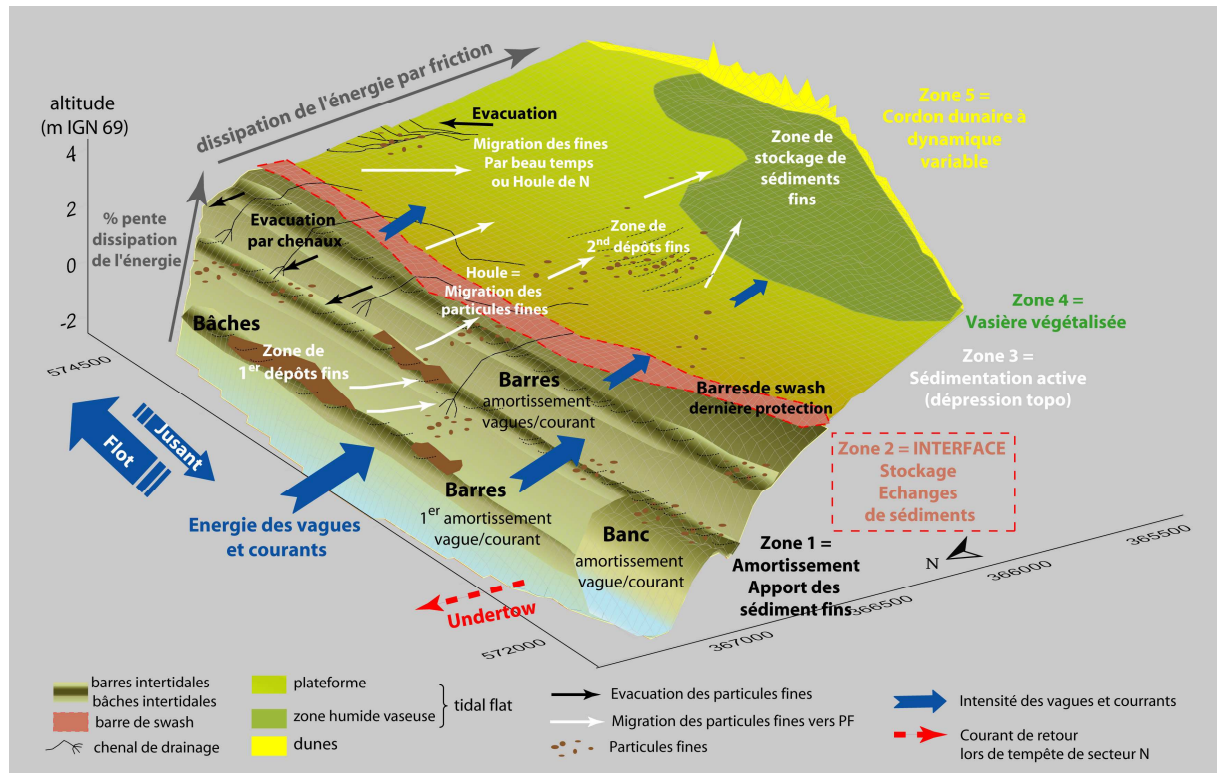 altitude
(m IGN 69)
4
2
0
-2
574500
572000
367000
366500
366000
365500
N
dissipation de l'énergie par friction
% pente
dissipation
de l'énergie
Evacuation
Migration des fines
Par beau temps
ou Houle de N
Zone de
stockage de
sédiments
fins
Zone 5 =
Cordon dunaire à
dynamique
variable
Evacuation
par chenaux
Zone de
2nd dépôts fins
Houle =
Migration des
particules fines
Zone 4 =
Vasière végétalisée
Bâches
Zone de
1er dépôts fins
Zone 3 =
Sédimentation active
(dépression topo)
Barres
amortissement
vagues/courant
Barresde swash
dernière protection
Flot
Jusant
Zone 2 = INTERFACE
Stockage
Echanges
de sédiments
Energie des vagues
et courants
Barres
1er amortissement
vague/courant
Banc
amortissement
vague/courant
Zone 1 =
Amortissement
Apport des
sédiment fins
Undertow
barres intertidales
bâches intertidales
barre de swash
chenal de drainage
plateforme
zone humide vaseuse
tidal flat
dunes
Evacuation des particules fines
Migration des particules fines vers PF
Particules fines
Intensité des vagues et courrants
Courant de retour
lors de tempête de secteur N